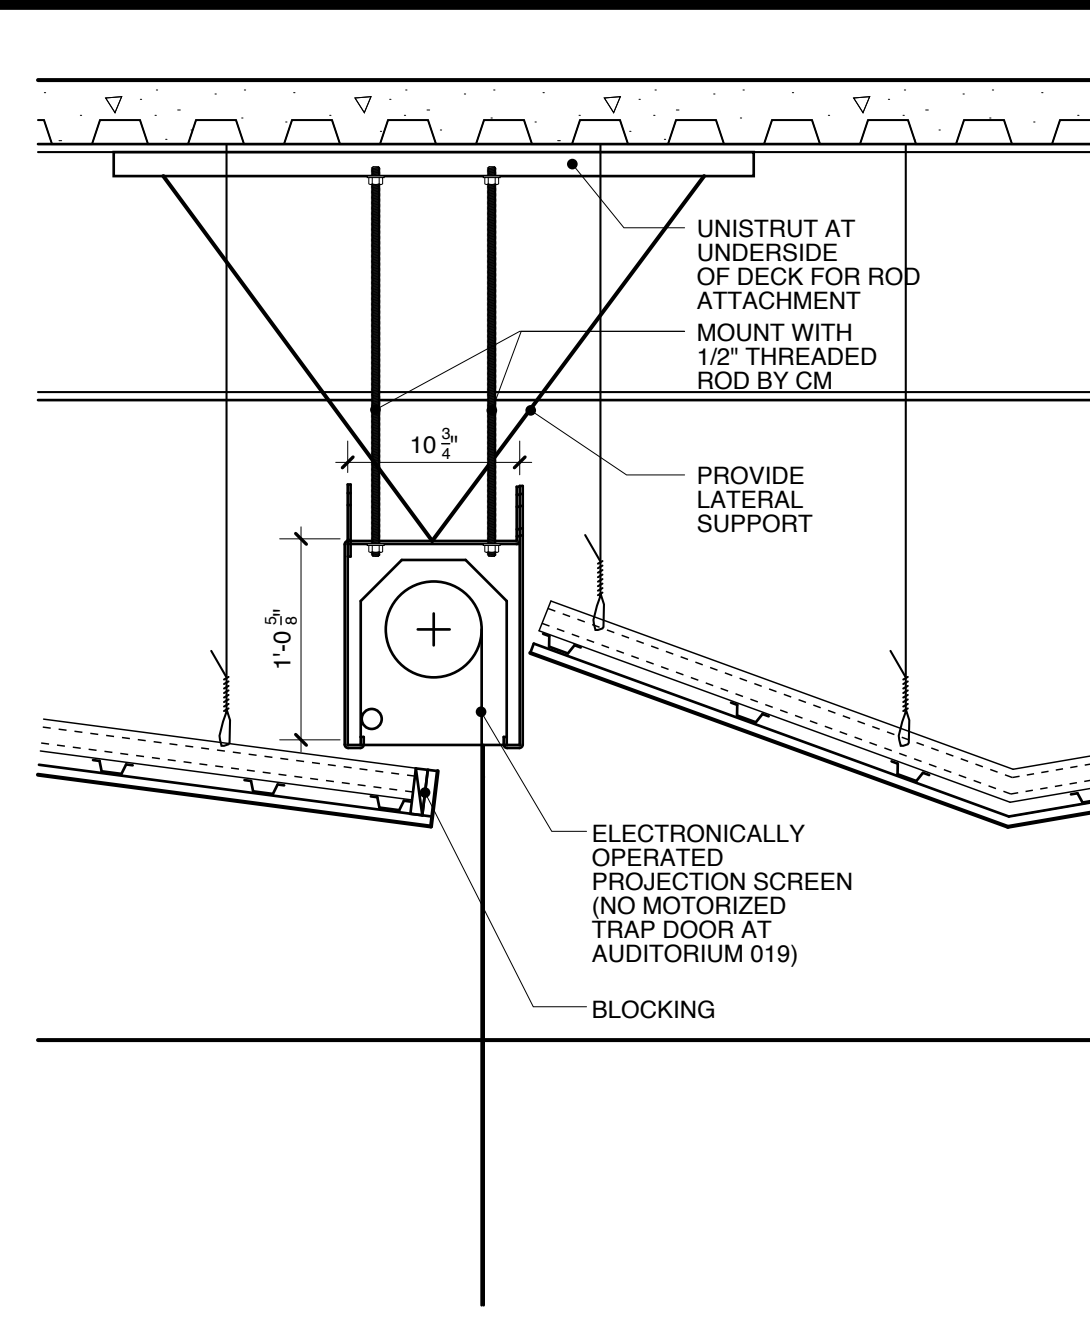 UNISTRUT AT
UNDERSIDE
OF DECK FOR ROD
ATTACHMENT
MOUNT WITH
1/2" THREADED
ROD BY CM
10 3/4"
PROVIDE
LATERAL
SUPPORT
1'-0 5/8"
ELECTRONICALLY
OPERATED
PROJECTION SCREEN
(NO MOTORIZED
TRAP DOOR AT
AUDITORIUM 019)
BLOCKING